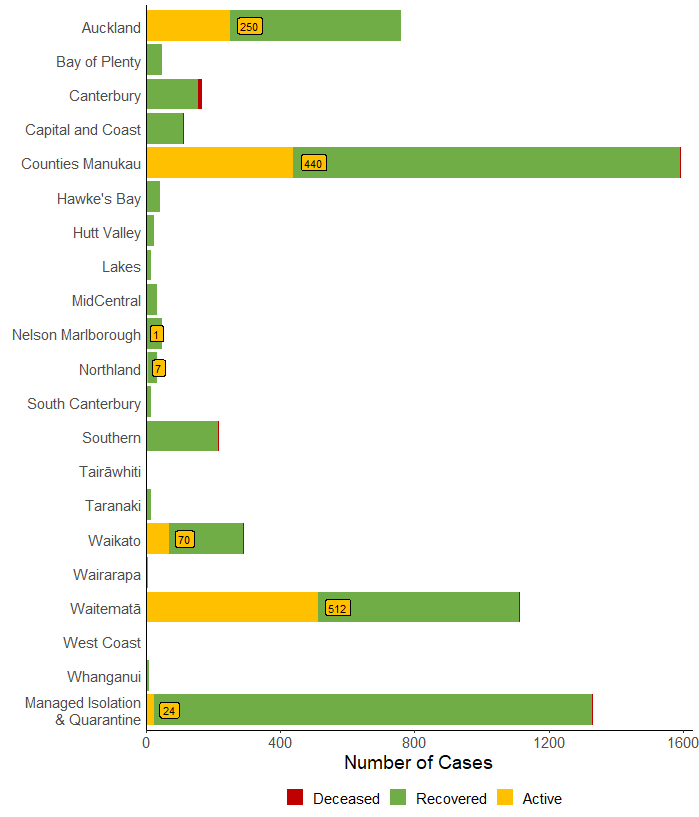 Auckland
250
Bay of Plenty
Canterbury
Capital and Coast
Counties Manukau
440
Hawke's Bay
Hutt Valley
Lakes
MidCentral
Nelson Marlborough
1
Northland
7
South Canterbury
Southern
Tairāwhiti
Taranaki
Waikato
70
Wairarapa
Waitematā
512
West Coast
Whanganui
Managed Isolation
& Quarantine
24
0 400 800 1200 1600
Number of Cases
Deceased Recovered Active